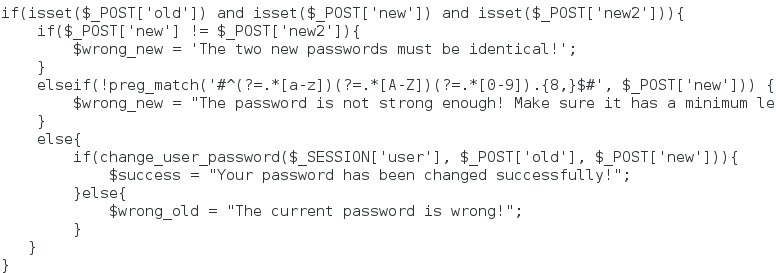 if(isset($_POST['old']) and isset($_POST['new']) and isset($_POST['new2'])){
    if($_POST['new'] != $_POST['new2']){
        $wrong_new = 'The two new passwords must be identical!';
    }
    elseif(!preg_match('#^(?=.*[a-z])(?=.*[A-Z])(?=.*[0-9]).{8,}$#', $_POST['new'])) {
        $wrong_new = "The password is not strong enough! Make sure it has a minimum le
    }
    else{
        if(change_user_password($_SESSION['user'], $_POST['old'], $_POST['new'])){
            $success = "Your password has been changed successfully!";
        }else{
            $wrong_old = "The current password is wrong!";
        }
   }
}